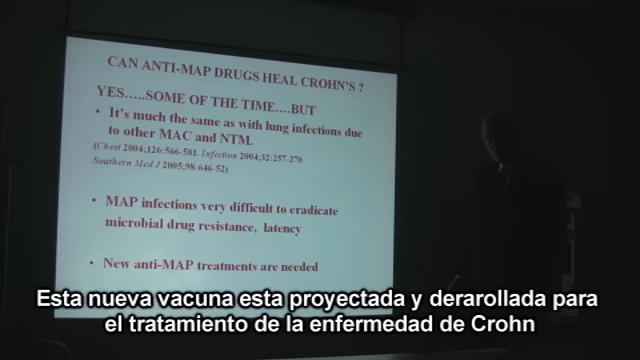 CAN ANTI-MAP DRUGS HEAL CROHN'S ?
YES.....SOME OF THE TIME....BUT
• It's much the same as with lung infections due
to other MAC and NTM.
(Chest 2004;126:566-581. Infection 2004;32:257-270
Southern Med J 2005;98:646-52)
• MAP infections very difficult to eradicate
microbial drug resistance, latency
• New anti-MAP treatments are needed
Esta nueva vacuna esta proyectada y derarollada para
el tratamiento de la enfermedad de Crohn